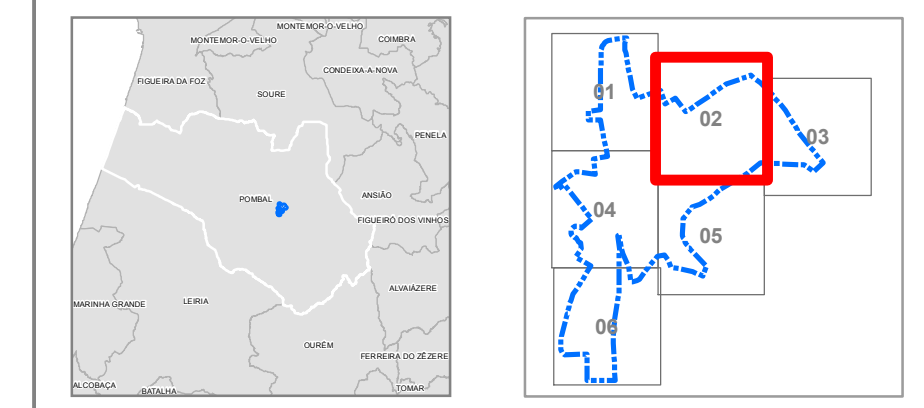 MONTEMOR-O-VELHO
MONTEMOR-O-VELHO
COIMBRA
CONDEIXA-A-NOVA
FIGUEIRA DA FOZ
SOURE
PENELA
POMBAL
ANSIÃO
FIGUEIRÓ DOS VINHOS
ALVAIÁZERE
LEIRIA
MARINHA GRANDE
OURÉM
FERREIRA DO ZÊZERE
ALCOBAÇA
BATALHA
TOMAR
01
02
03
04
05
06